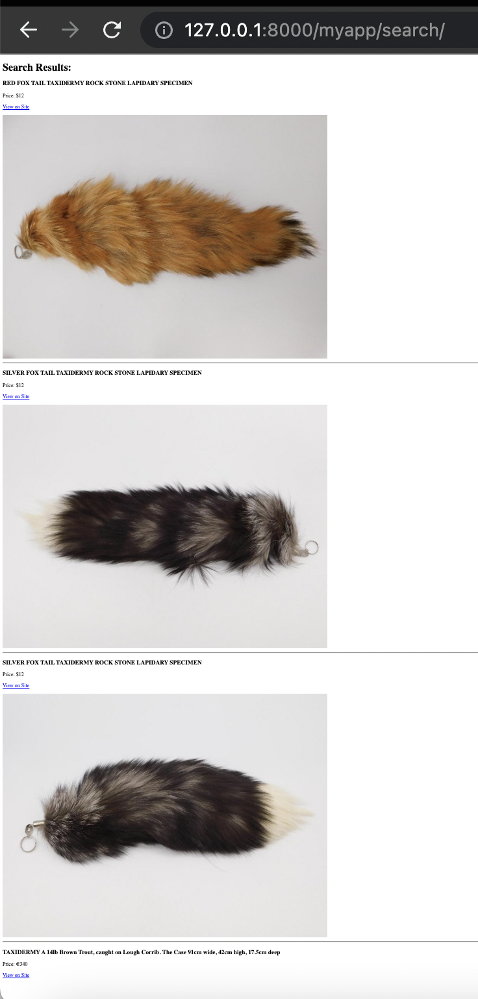 127.0.0.1:8000/myapp/search/
Search Results:
RED FOX TAIL TAXIDERMY ROCK STONE LAPIDARY SPECIMEN
Price: $12
View on Site
SILVER FOX TAIL TAXIDERMY ROCK STONE LAPIDARY SPECIMEN
Price: $12
View on Site
SILVER FOX TAIL TAXIDERMY ROCK STONE LAPIDARY SPECIMEN
Price: $12
View on Site
TAXIDERMY A 14lb Brown Trout, caught on Lough Corrib. The Case 91cm wide, 42cm high, 17.5cm deep
Price: €340
View on Site